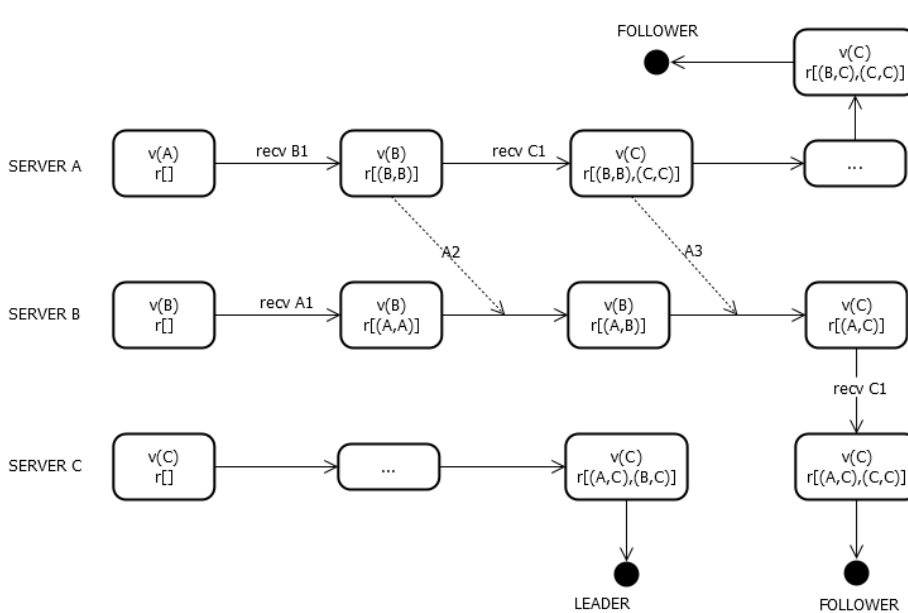 FOLLOWER
v(C)
r[(B,C),(C,C)]
SERVER A
v(A)
r[]
recv B1
v(B)
r[(B,B)]
recv C1
v(C)
r[(B,B),(C,C)]
...
A2
A3
SERVER B
v(B)
r[]
recv A1
v(B)
r[(A,A)]
v(B)
r[(A,B)]
v(C)
r[(A,C)]
recv C1
SERVER C
v(C)
r[]
...
v(C)
r[(A,C),(B,C)]
v(C)
r[(A,C),(C,C)]
LEADER
FOLLOWER